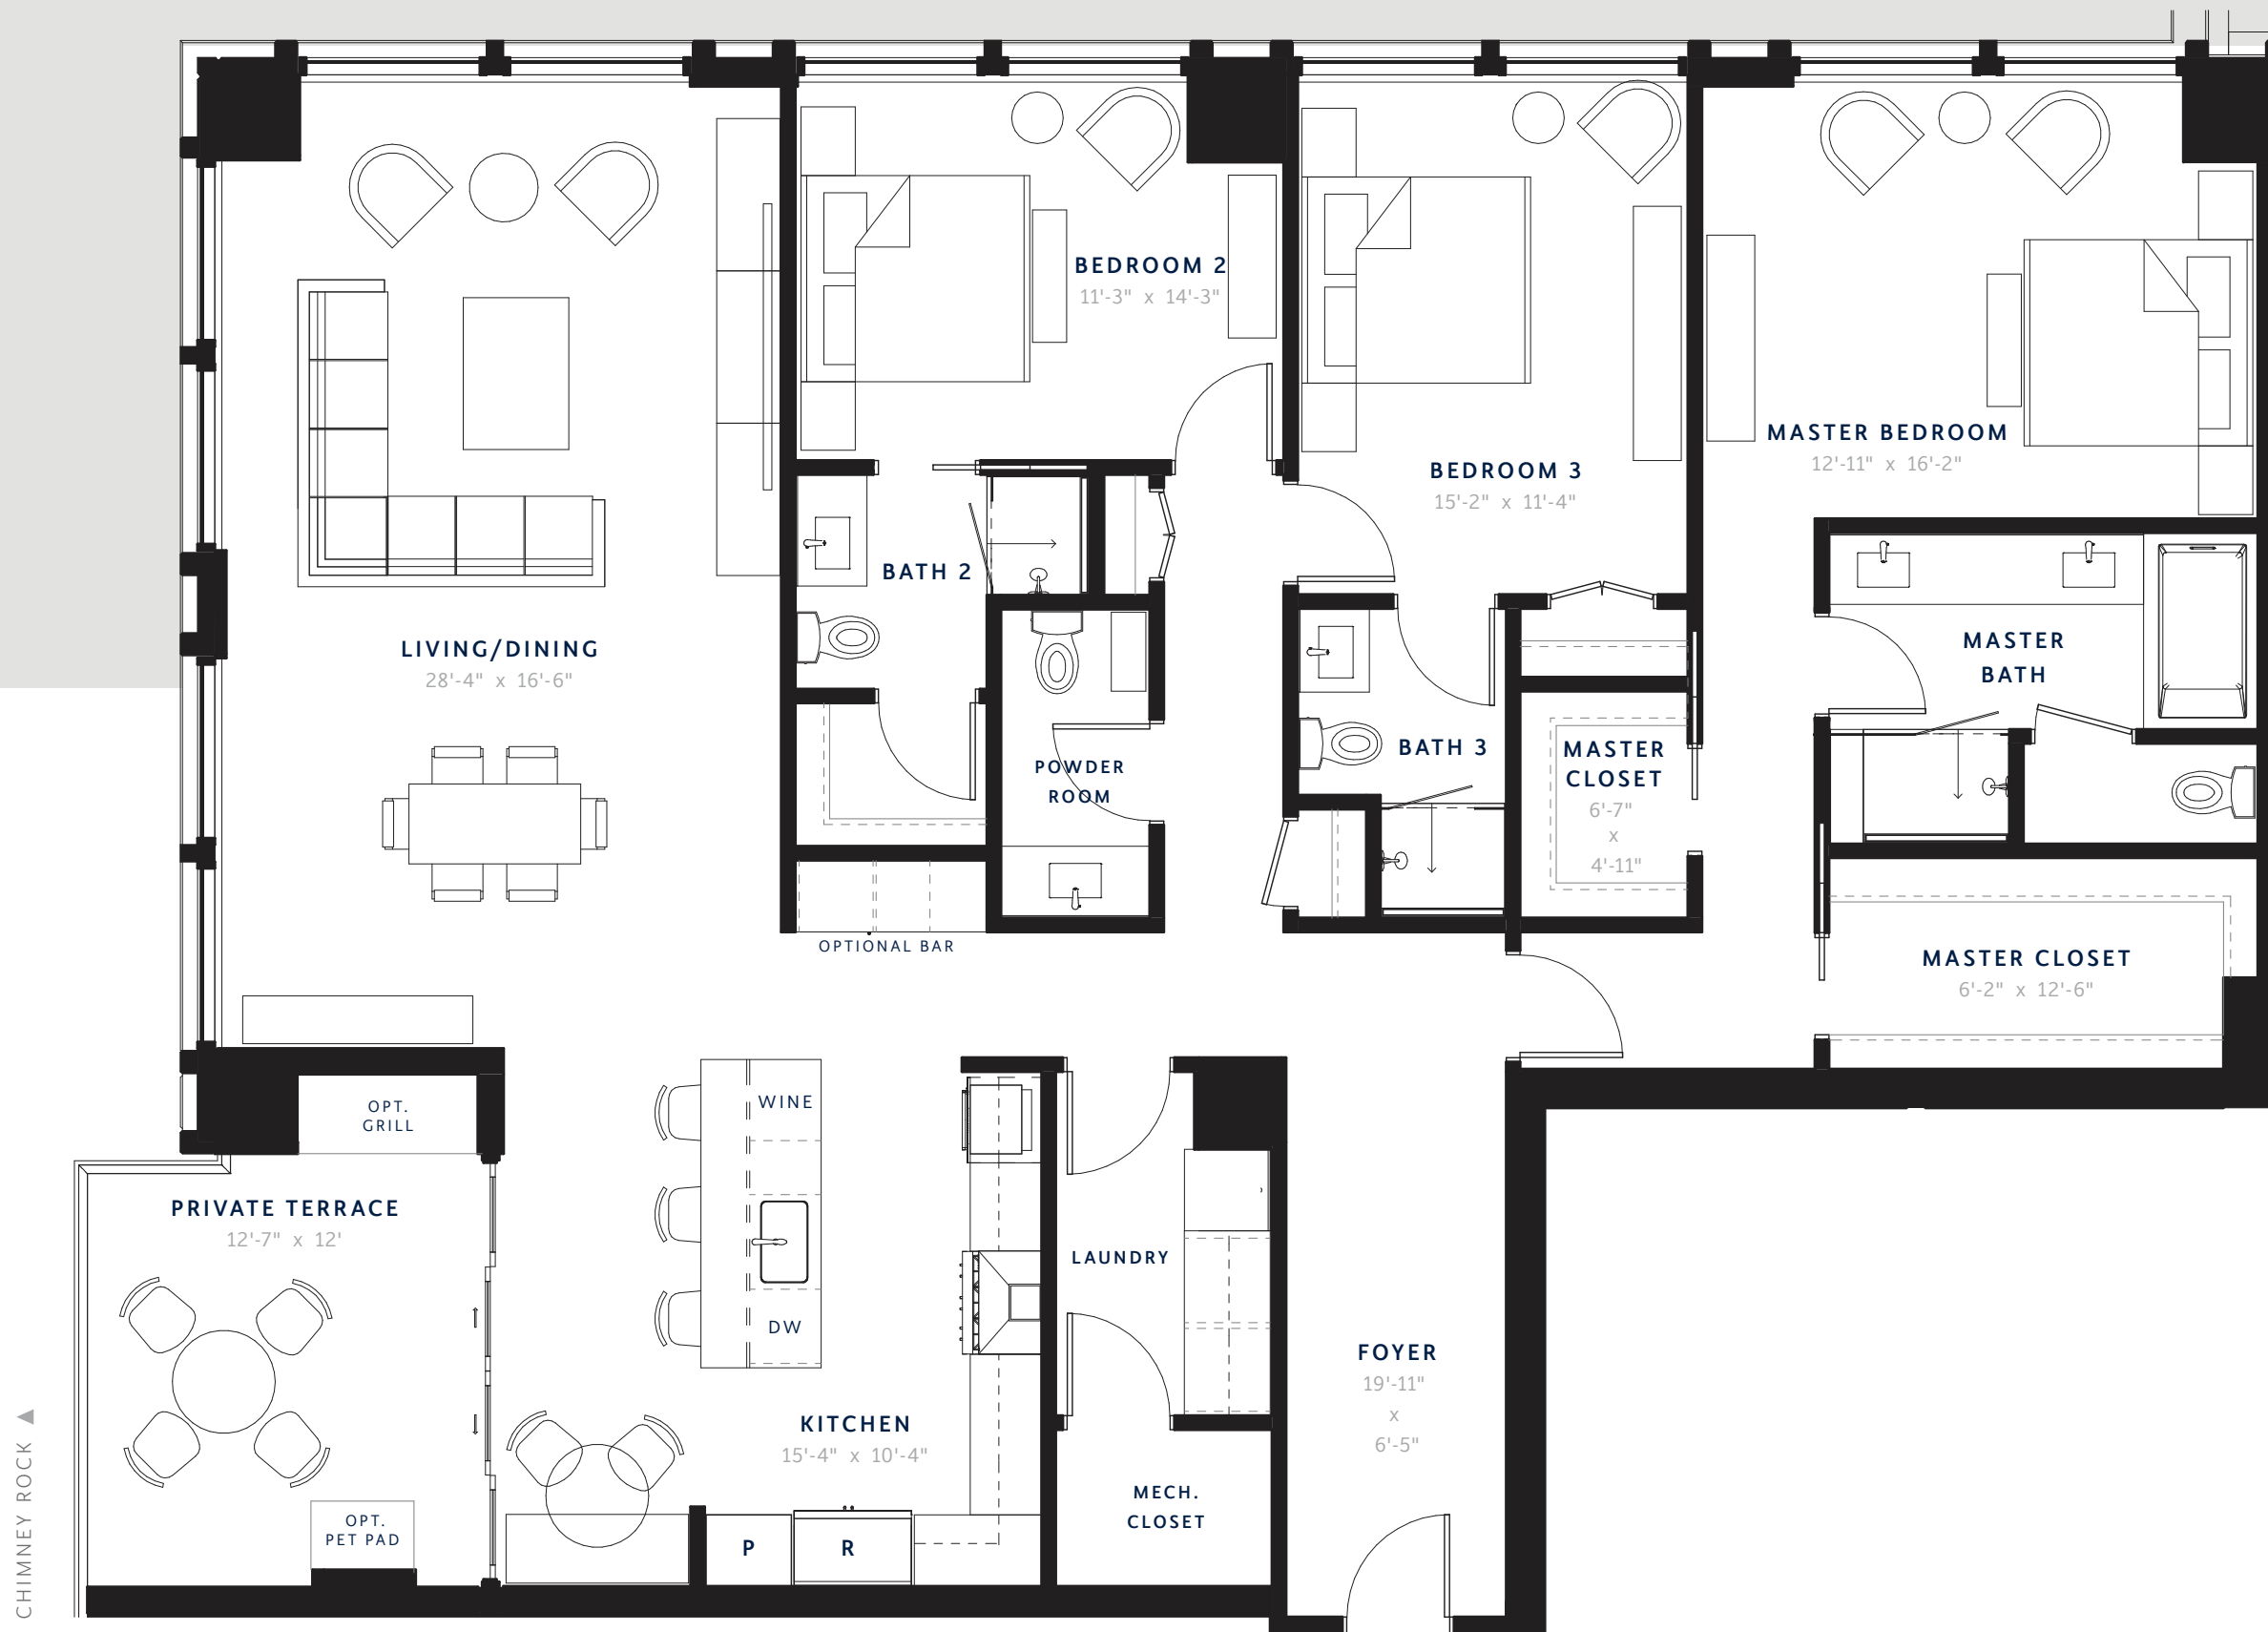 BEDROOM 2
11'-3" x 14'-3"
BEDROOM 3
15'-2" x 11'-4"
MASTER BEDROOM
12'-11" x 16'-2"
LIVING/DINING
28'-4" x 16'-6"
BATH 2
POWDER
ROOM
BATH 3
MASTER
CLOSET
6'-7"
x
4'-11"
MASTER
BATH
OPTIONAL BAR
MASTER CLOSET
6'-2" x 12'-6"
OPT.
GRILL
WINE
PRIVATE TERRACE
12'-7" x 12'
LAUNDRY
DW
KITCHEN
15'-4" x 10'-4"
FOYER
19'-11"
x
6'-5"
MECH.
CLOSET
OPT.
PET PAD
P
R
CHIMNEY ROCK ▲